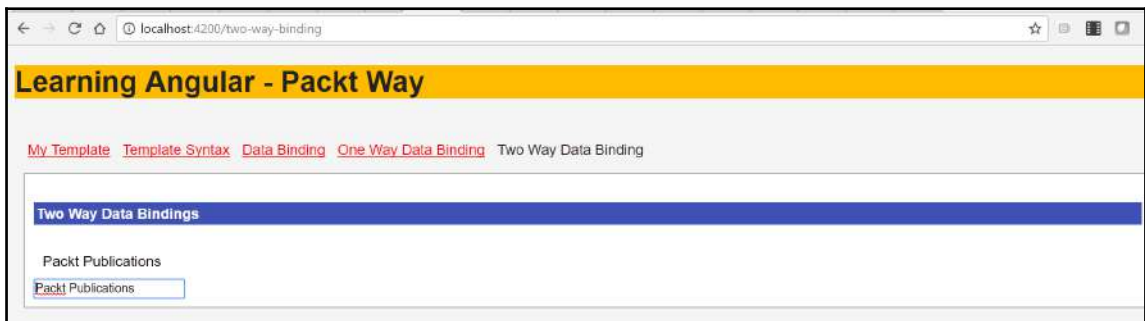 localhost:4200/two-way-binding
Learning Angular - Packt Way
My Template Template Syntax Data Binding One Way Data Binding Two Way Data Binding
Two Way Data Bindings
Packt Publications
Packt Publications